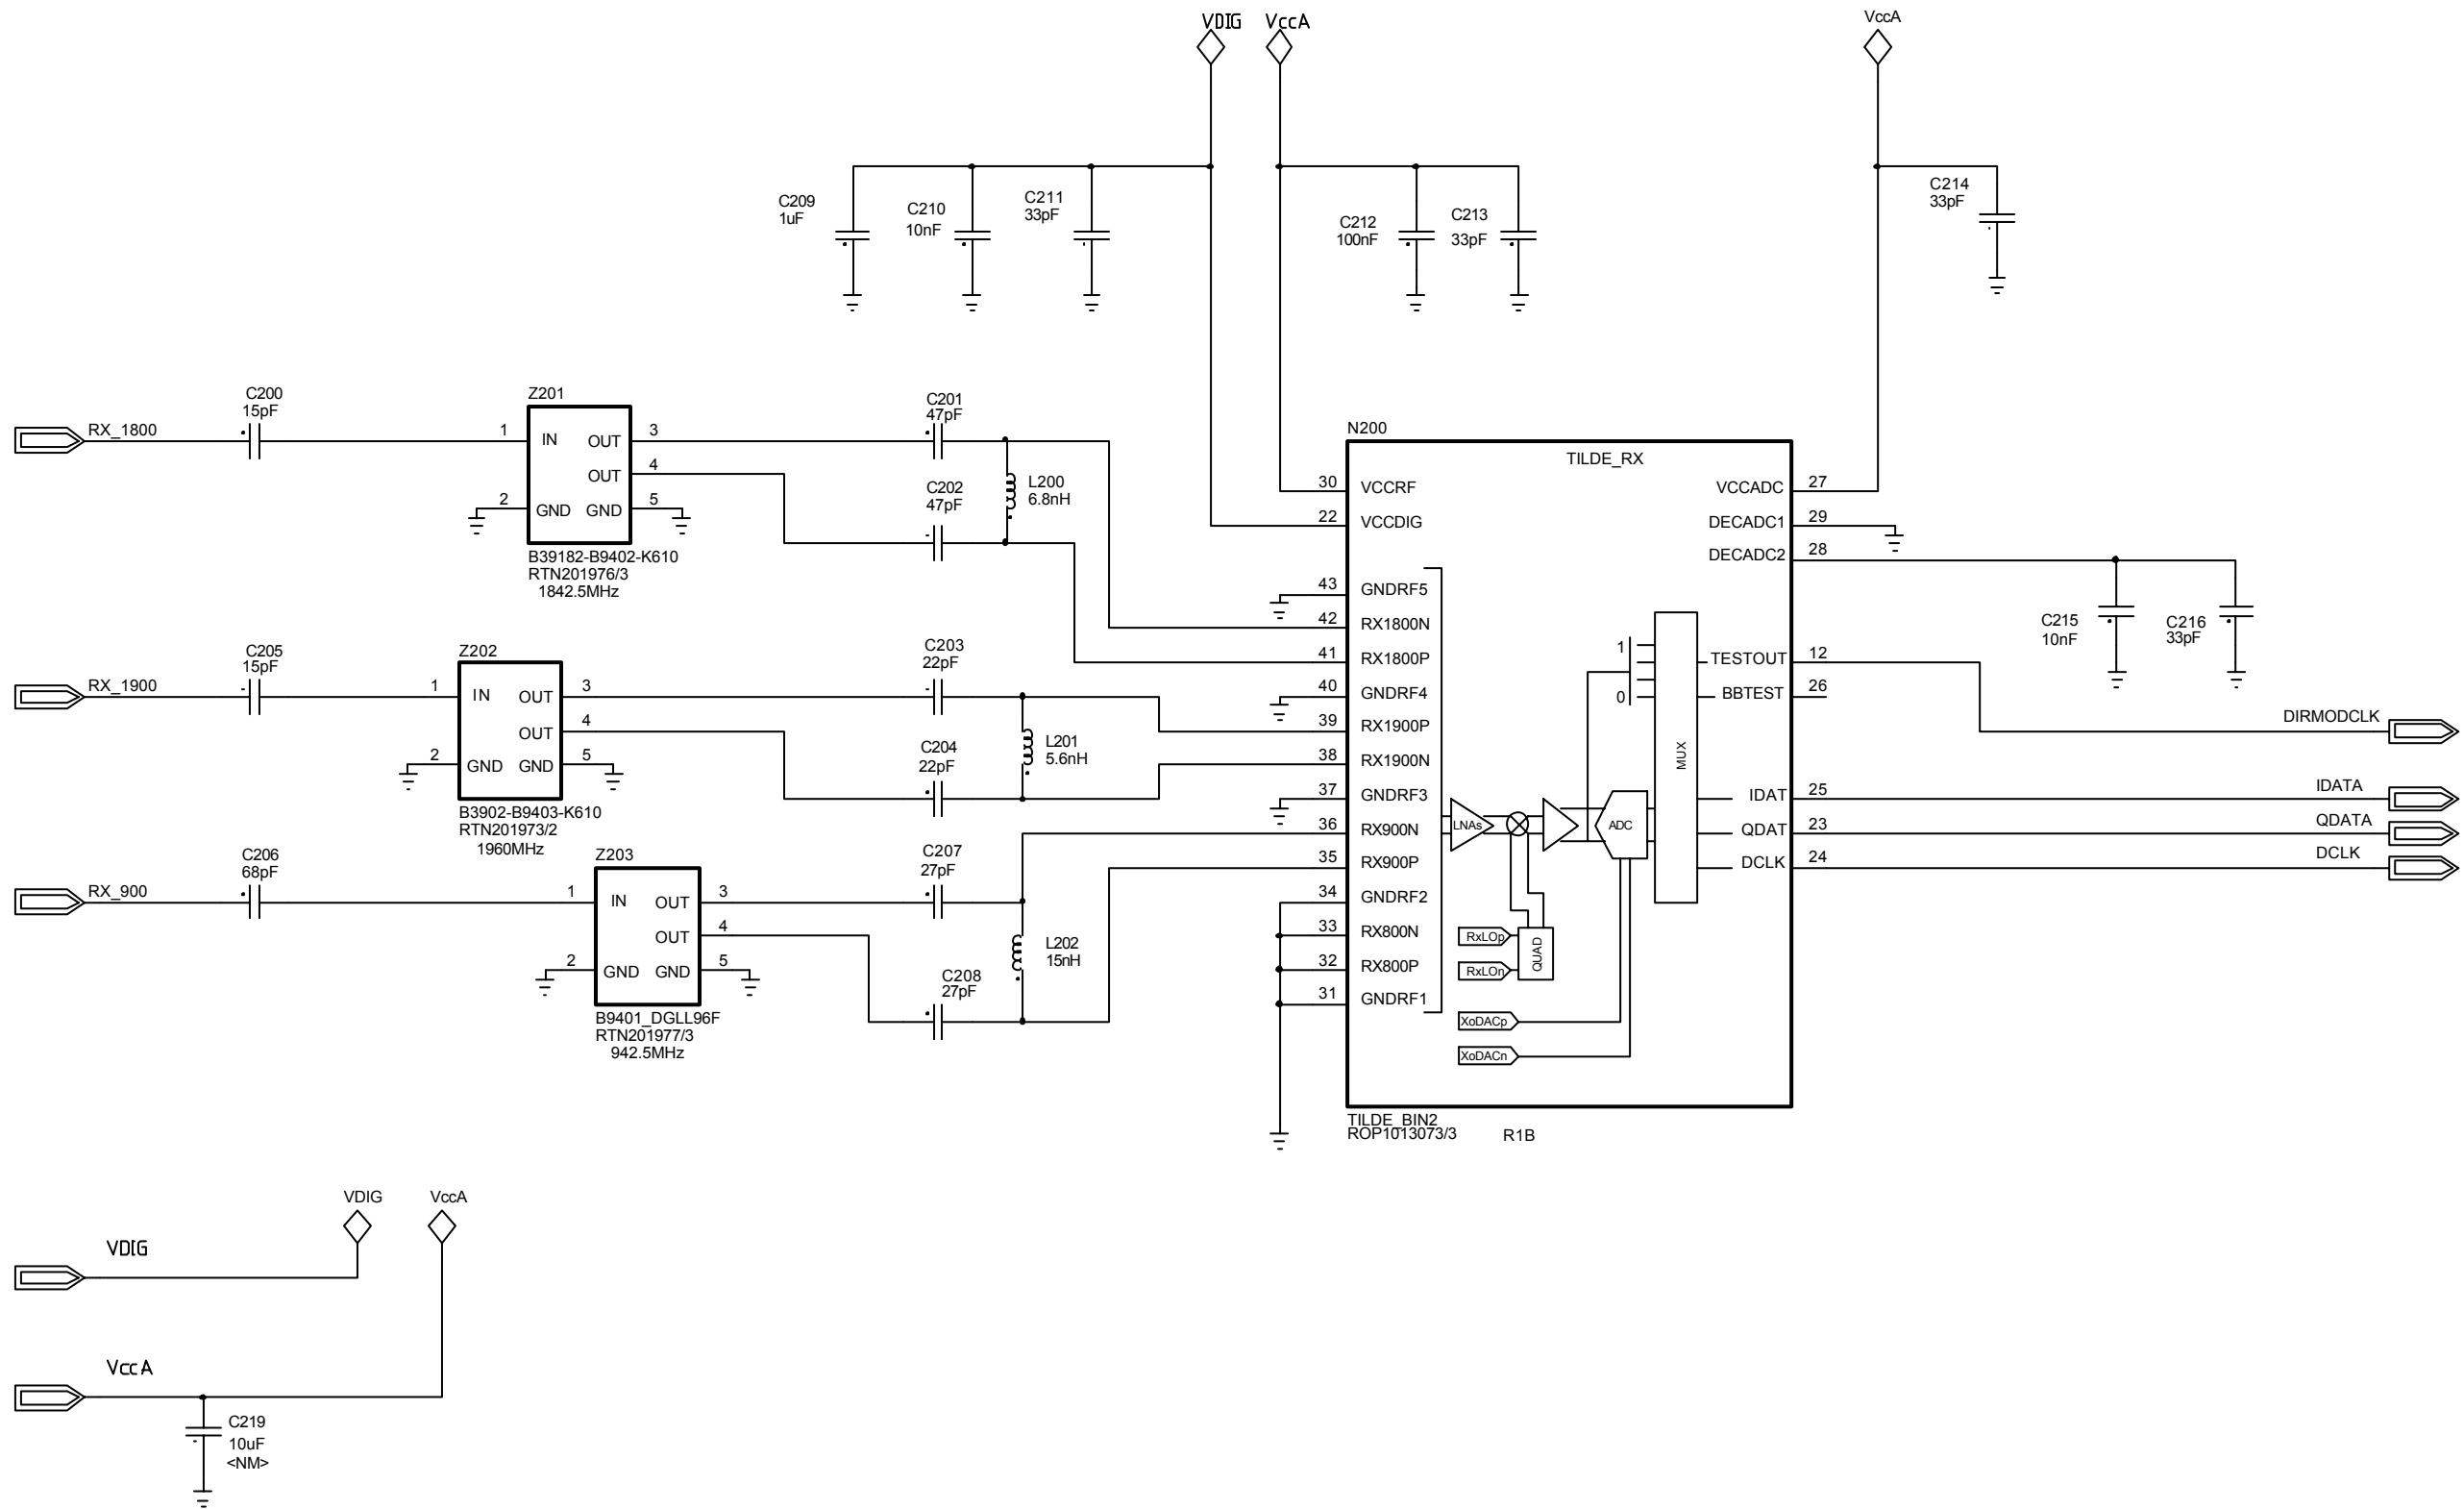 VDIG VccA
VccA
C209
1uF
C210
10nF
C211
33pF
C212
100nF
C213
33pF
C214
33pF
RX_1800
C200
15pF
Z201
1 IN OUT 3
OUT 4
2 GND GND 5
B39182-B9402-K610
RTN201976/3
1842.5MHz
C201
47pF
C202
47pF
L200
6.8nH
RX_1900
C205
15pF
Z202
1 IN OUT 3
OUT 4
2 GND GND 5
B3902-B9403-K610
RTN201973/2
1960MHz
C203
22pF
C204
22pF
L201
5.6nH
RX_900
C206
68pF
Z203
1 IN OUT 3
OUT 4
2 GND GND 5
B9401_DGLL96F
RTN201977/3
942.5MHz
C207
27pF
C208
27pF
L202
15nH
N200
TILDE_RX
30 VCCRF
22 VCCDIG
43 GNDRF5
42 RX1800N
41 RX1800P
40 GNDRF4
39 RX1900P
38 RX1900N
37 GNDRF3
36 RX900N
35 RX900P
34 GNDRF2
33 RX800N
32 RX800P
31 GNDRF1
VCCADC 27
DECADC1 29
DECADC2 28
TESTOUT 12
BBTEST 26
IDAT 25
QDAT 23
DCLK 24
1
0
MUX
LNAs
ADC
QUAD
RxLOp
RxLOn
XoDACp
XoDACn
TILDE_BIN2
ROP1013073/3 R1B
C215
10nF
C216
33pF
DIRMODCLK
IDATA
QDATA
DCLK
VDIG VccA
VDIG
VccA
C219
10uF
<NM>